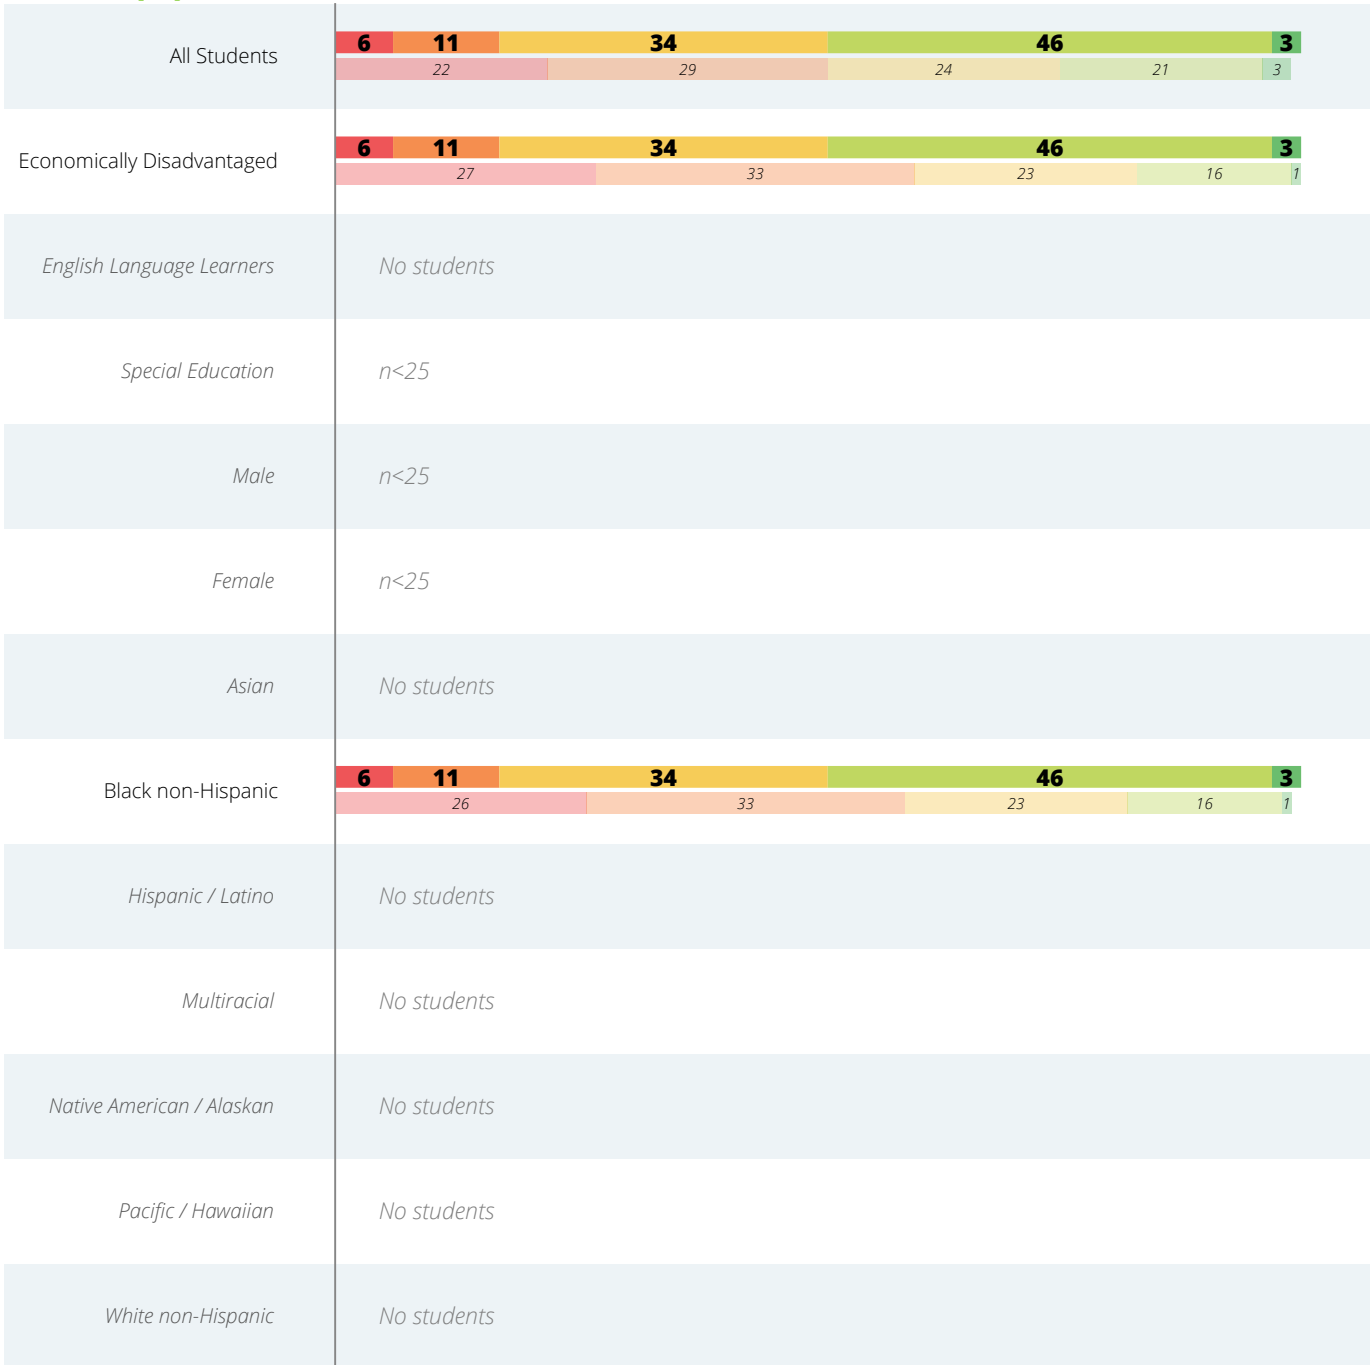 All Students
6 11 34 46 3
22 29 24 21 3
Economically Disadvantaged
6 11 34 46 3
27 33 23 16 1
English Language Learners
No students
Special Education
n<25
Male
n<25
Female
n<25
Asian
No students
Black non-Hispanic
6 11 34 46 3
26 33 23 16 1
Hispanic / Latino
No students
Multiracial
No students
Native American / Alaskan
No students
Pacific / Hawaiian
No students
White non-Hispanic
No students